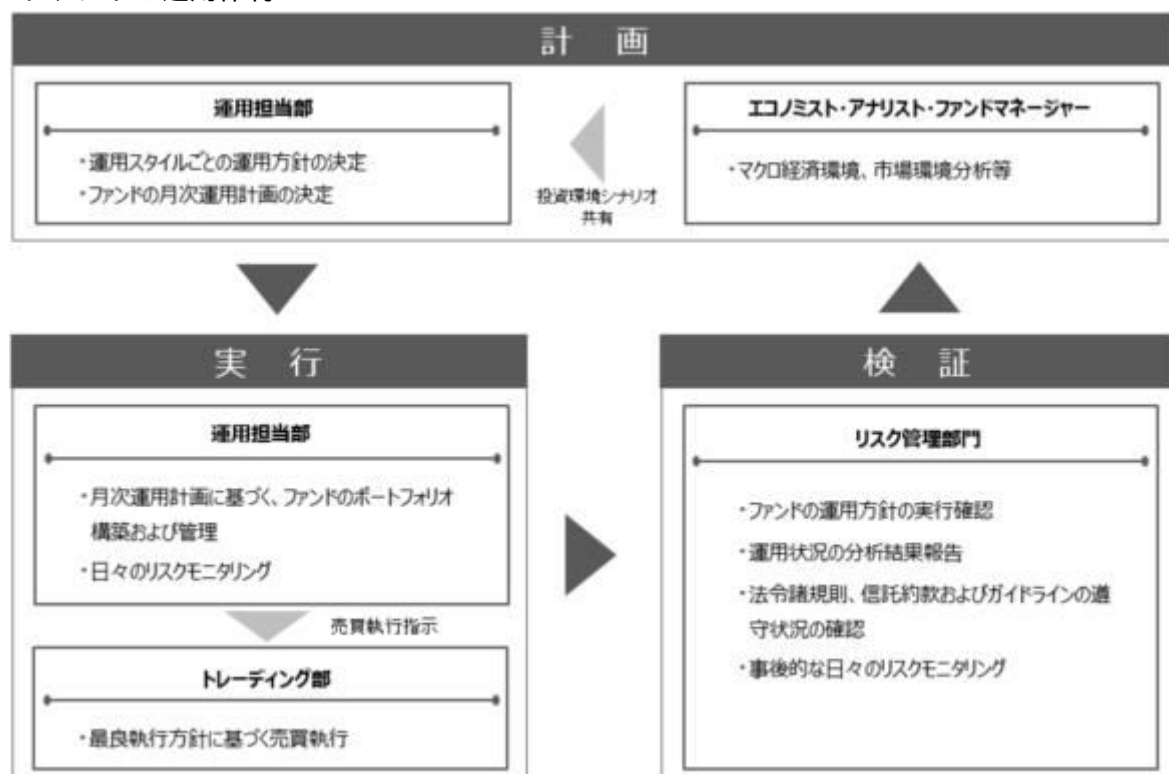 計 画
運用担当部
・運用スタイルごとの運用方針の決定
・ファンドの月次運用計画の決定
投資環境シナリオ
共有
エコノミスト・アナリスト・ファンドマネージャー
・マクロ経済環境、市場環境分析等
実 行
運用担当部
・月次運用計画に基づく、ファンドのポートフォリオ
構築および管理
・日々のリスクモニタリング
売買執行指示
トレーディング部
・最良執行方針に基づく売買執行
検 証
リスク管理部門
・ファンドの運用方針の実行確認
・運用状況の分析結果報告
・法令諸規則、信託約款およびガイドラインの遵
守状況の確認
・事後的な日々のリスクモニタリング